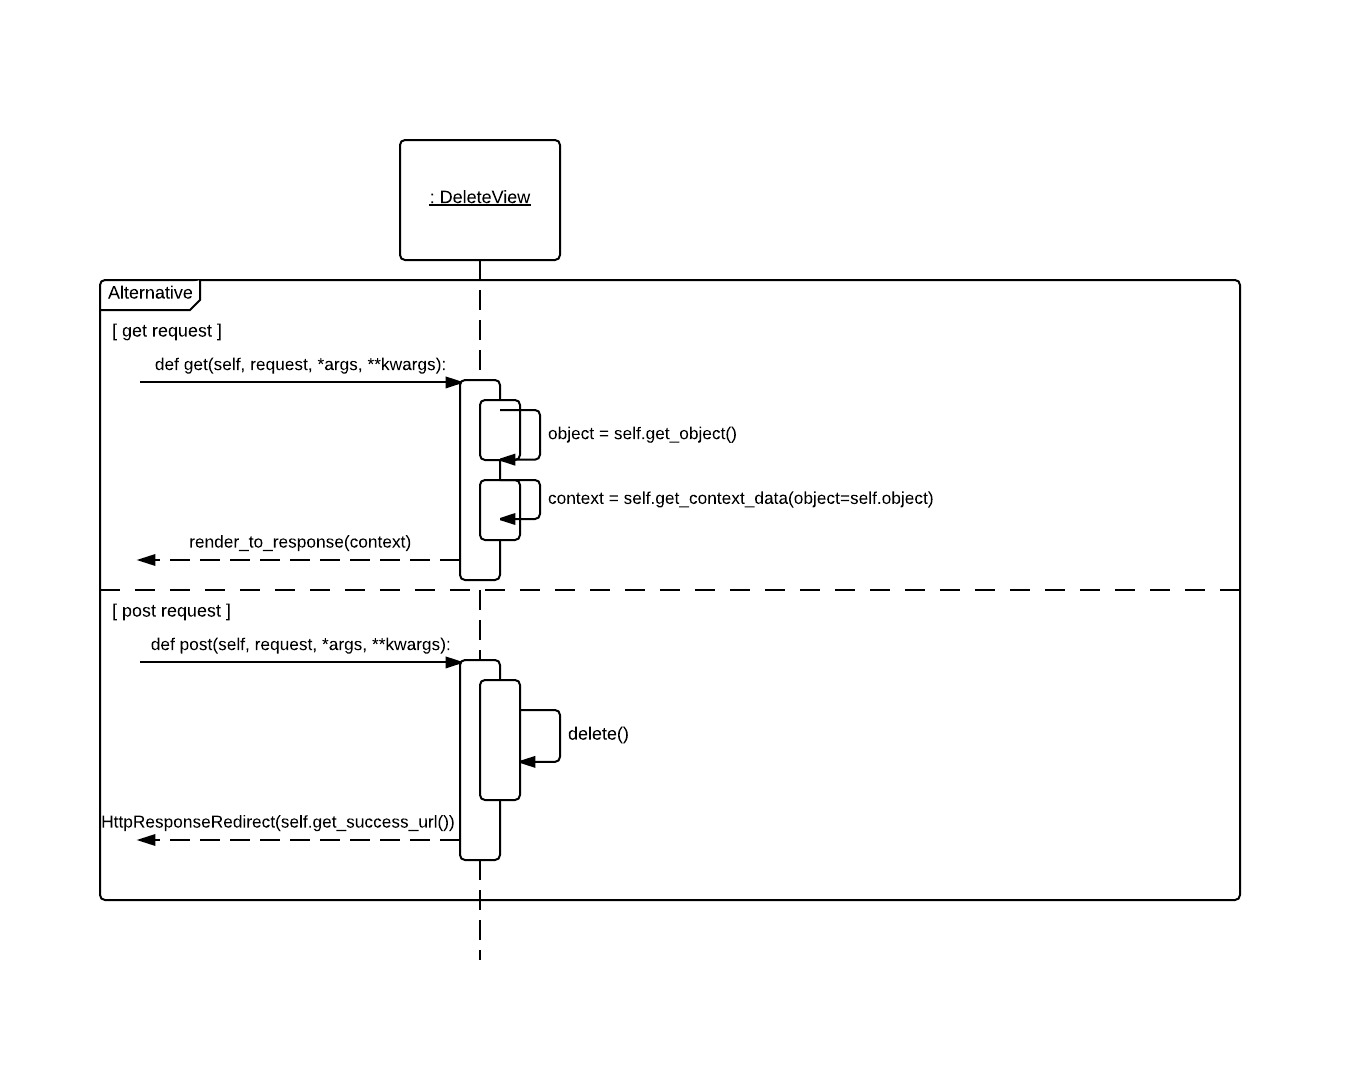 : DeleteView
Alternative
[ get request ]
def get(self, request, *args, **kwargs):
object = self.get_object()
context = self.get_context_data(object=self.object)
render_to_response(context)
[ post request ]
def post(self, request, *args, **kwargs):
delete()
HttpResponseRedirect(self.get_success_url())